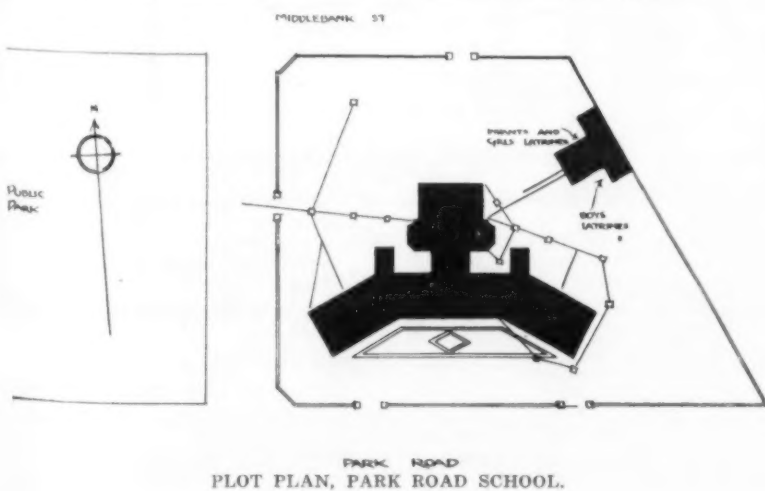 MIDDLEBANK ST
N
PUBLIC
PARK
INFANTS AND
GIRLS LATRINES
BOYS
LATRINES
PARK ROAD
PLOT PLAN, PARK ROAD SCHOOL.